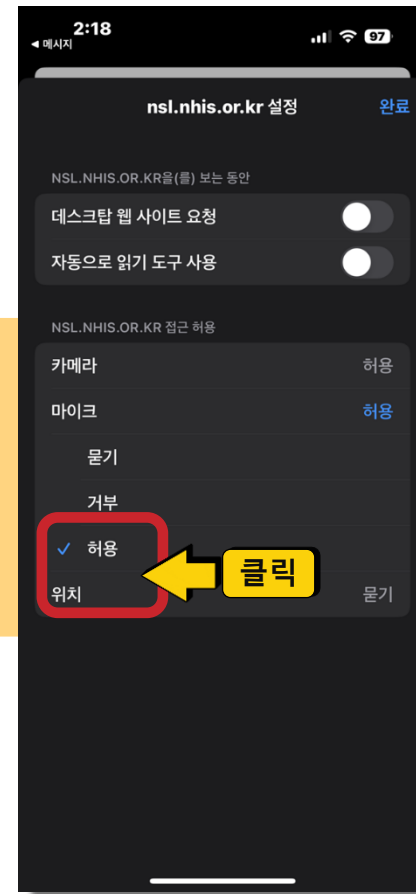 2:18
◀ 메시지
97
nsl.nhis.or.kr 설정
완료
NSL.NHIS.OR.KR을(를) 보는 동안
데스크탑 웹 사이트 요청
자동으로 읽기 도구 사용
NSL.NHIS.OR.KR 접근 허용
카메라 허용
마이크 허용
묻기
거부
✓ 허용
클릭
위치 묻기